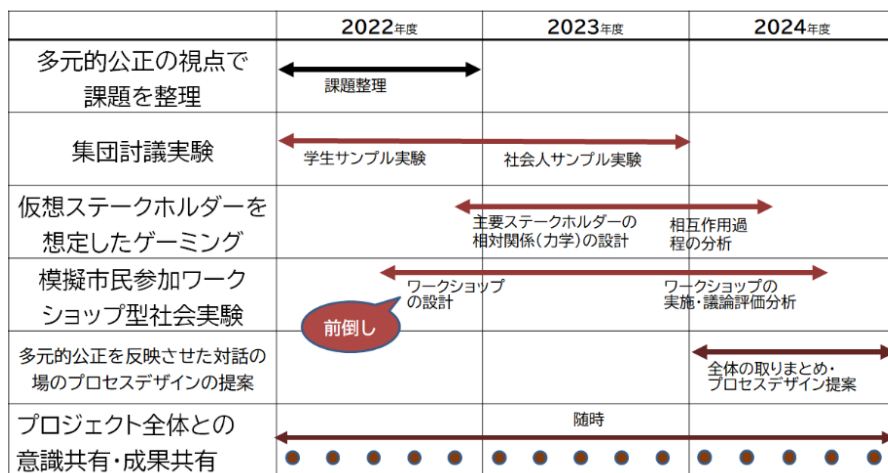 2022年度 2023年度 2024年度
多元的公正の視点で
課題を整理
課題整理
集団討議実験
学生サンプル実験 社会人サンプル実験
仮想ステークホルダーを
想定したゲーミング
主要ステークホルダーの
相対関係(力学)の設計
相互作用過
程の分析
模擬市民参加ワーク
ショップ型社会実験
前倒し
ワークショップ
の設計
ワークショップの
実施・議論評価分析
多元的公正を反映させた対話の
場のプロセスデザインの提案
全体の取りまとめ・
プロセスデザイン提案
プロジェクト全体との
意識共有・成果共有
随時